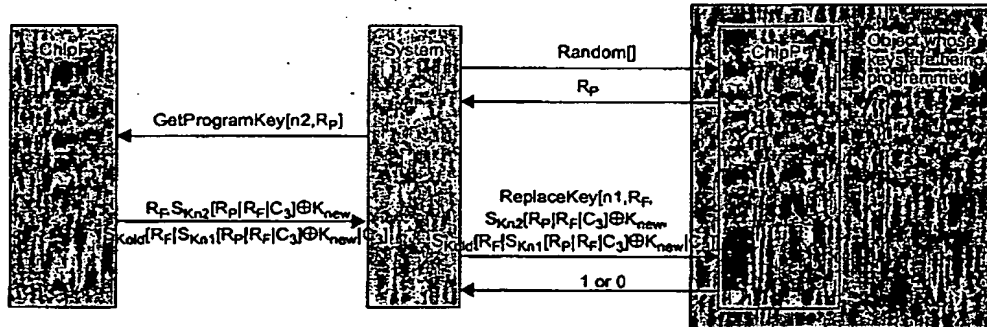 ChipF
System
ChipP
Object whose
keys are being
programmed
Random[]
RP
GetProgramKey[n2,RP]
RF,SKn2[RP|RF|C3]⊕Knew
SKold[RF|SKn1[RP|RF|C3]⊕Knew|C3]
ReplaceKey[n1,RF,
SKn2[RP|RF|C3]⊕Knew,
SKold[RF|SKn1[RP|RF|C3]⊕Knew|C3]
1 or 0